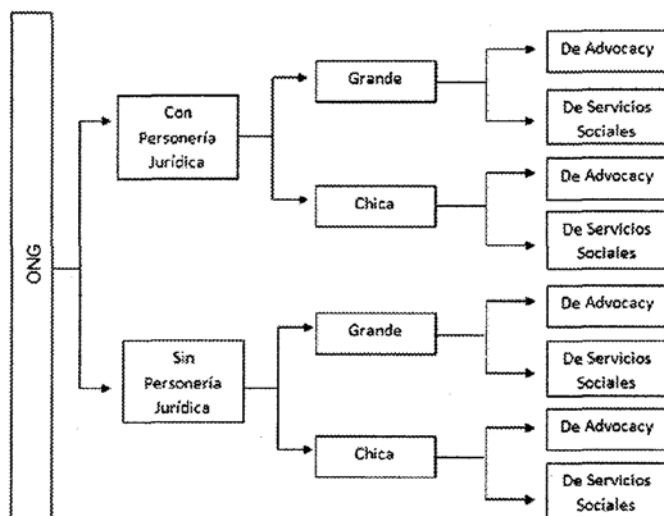 ONG
Con
Personería
Jurídica
Grande
De Advocacy
De Servicios
Sociales
Chica
De Advocacy
De Servicios
Sociales
Sin
Personería
Jurídica
Grande
De Advocacy
De Servicios
Sociales
Chica
De Advocacy
De Servicios
Sociales